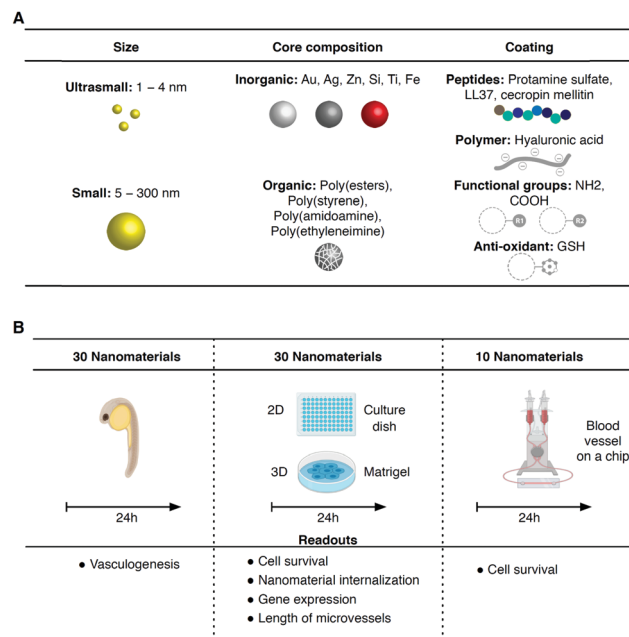 A
Size
Core composition
Coating
Ultrasmall: 1 – 4 nm
Inorganic: Au, Ag, Zn, Si, Ti, Fe
Peptides: Protamine sulfate,
LL37, cecropin mellitin
Polymer: Hyaluronic acid
Small: 5 – 300 nm
Organic: Poly(esters),
Poly(styrene),
Poly(amidoamine),
Poly(ethyleneimine)
Functional groups: NH2,
COOH
R1
R2
Anti-oxidant: GSH
B
30 Nanomaterials
30 Nanomaterials
10 Nanomaterials
2D
Culture
dish
3D
Matrigel
Blood
vessel
on a chip
24h
24h
24h
Readouts
● Vasculogenesis
● Cell survival
● Nanomaterial internalization
● Gene expression
● Length of microvessels
● Cell survival